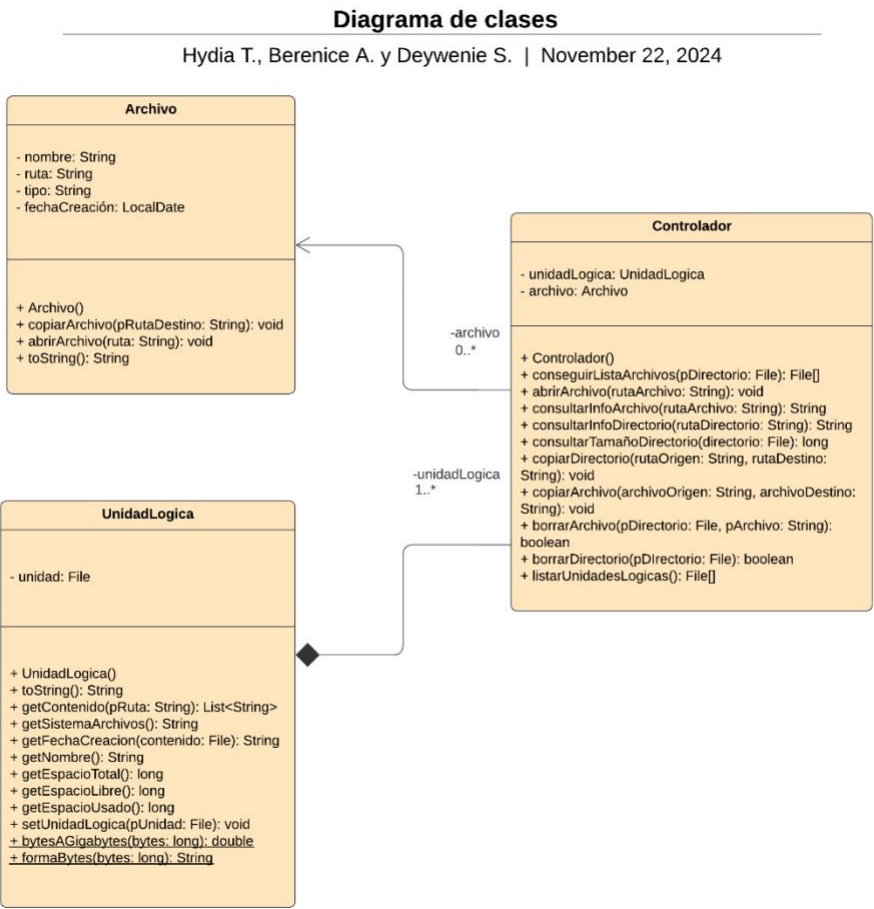 Diagrama de clases
Hydia T., Berenice A. y Deywenie S. | November 22, 2024
Archivo
- nombre: String
- ruta: String
- tipo: String
- fechaCreación: LocalDate
+ Archivo()
+ copiarArchivo(pRutaDestino: String): void
+ abrirArchivo(ruta: String): void
+ toString(): String
Controlador
- unidadLogica: UnidadLogica
- archivo: Archivo
+ Controlador()
+ conseguirListaArchivos(pDirectorio: File): File[]
+ abrirArchivo(rutaArchivo: String): void
+ consultarInfoArchivo(rutaArchivo: String): String
+ consultarInfoDirectorio(rutaDirectorio: String): String
+ consultarTamañoDirectorio(directorio: File): long
+ copiarDirectorio(rutaOrigen: String, rutaDestino:
String): void
+ copiarArchivo(archivoOrigen: String, archivoDestino:
String): void
+ borrarArchivo(pDirectorio: File, pArchivo: String):
boolean
+ borrarDirectorio(pDIrectorio: File): boolean
+ listarUnidadesLogicas(): File[]
-archivo
0..*
-unidadLogica
1..*
UnidadLogica
- unidad: File
+ UnidadLogica()
+ toString(): String
+ getContenido(pRuta: String): List<String>
+ getSistemaArchivos(): String
+ getFechaCreacion(contenido: File): String
+ getNombre(): String
+ getEspacioTotal(): long
+ getEspacioLibre(): long
+ getEspacioUsado(): long
+ setUnidadLogica(pUnidad: File): void
+ bytesAGigabytes(bytes: long): double
+ formaBytes(bytes: long): String